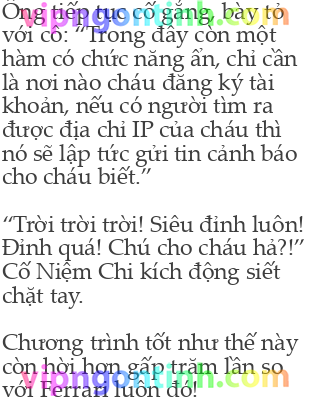 Ông tiếp tục cố gắng, bày tỏ
vipngontinh.com
với cô: “Trong đây còn một
hàm có chức năng ẩn, chỉ cần
là nơi nào cháu đăng ký tài
khoản, nếu có người tìm ra
được địa chỉ IP của cháu thì
nó sẽ lập tức gửi tin cảnh báo
cho cháu biết.”
“Trời trời trời! Siêu đỉnh luôn!
Đỉnh quá! Chú cho cháu hả?!”
Cố Niệm Chi kích động siết
chặt tay.
Chương trình tốt như thế này
còn hời hơn gấp trăm lần so
vipngontinh.com
với Ferrari luôn đó!